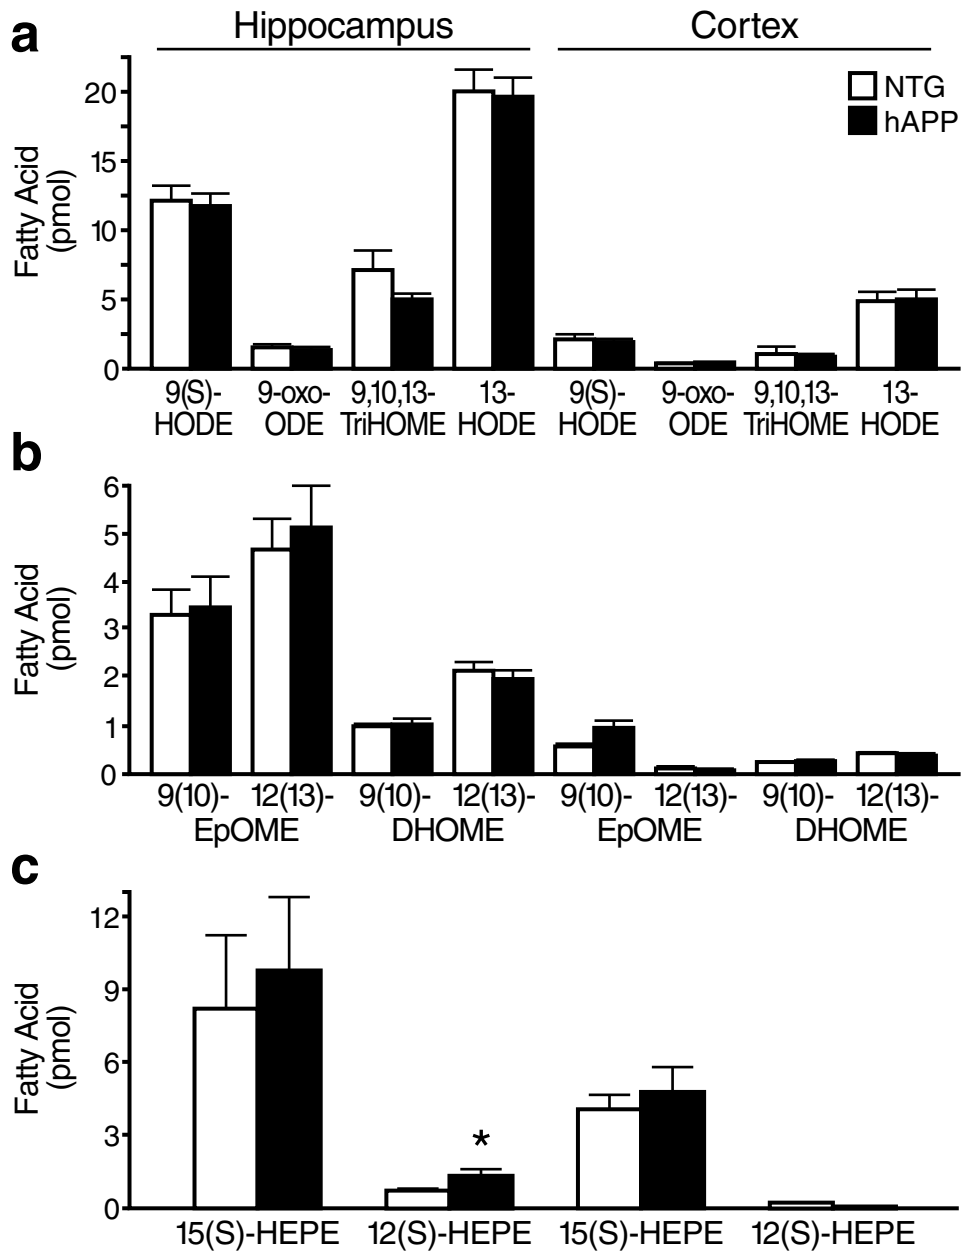 a
Hippocampus
Cortex
NTG
hAPP
Fatty Acid
(pmol)
20
15
10
5
0
9(S)-
HODE
9-oxo-
ODE
9,10,13-
TriHOME
13-
HODE
9(S)-
HODE
9-oxo-
ODE
9,10,13-
TriHOME
13-
HODE
b
Fatty Acid
(pmol)
6
5
4
3
2
1
0
9(10)-
12(13)-
EpOME
9(10)-
12(13)-
DHOME
9(10)-
12(13)-
EpOME
9(10)-
12(13)-
DHOME
c
Fatty Acid
(pmol)
12
9
6
3
0
*
15(S)-HEPE
12(S)-HEPE
15(S)-HEPE
12(S)-HEPE